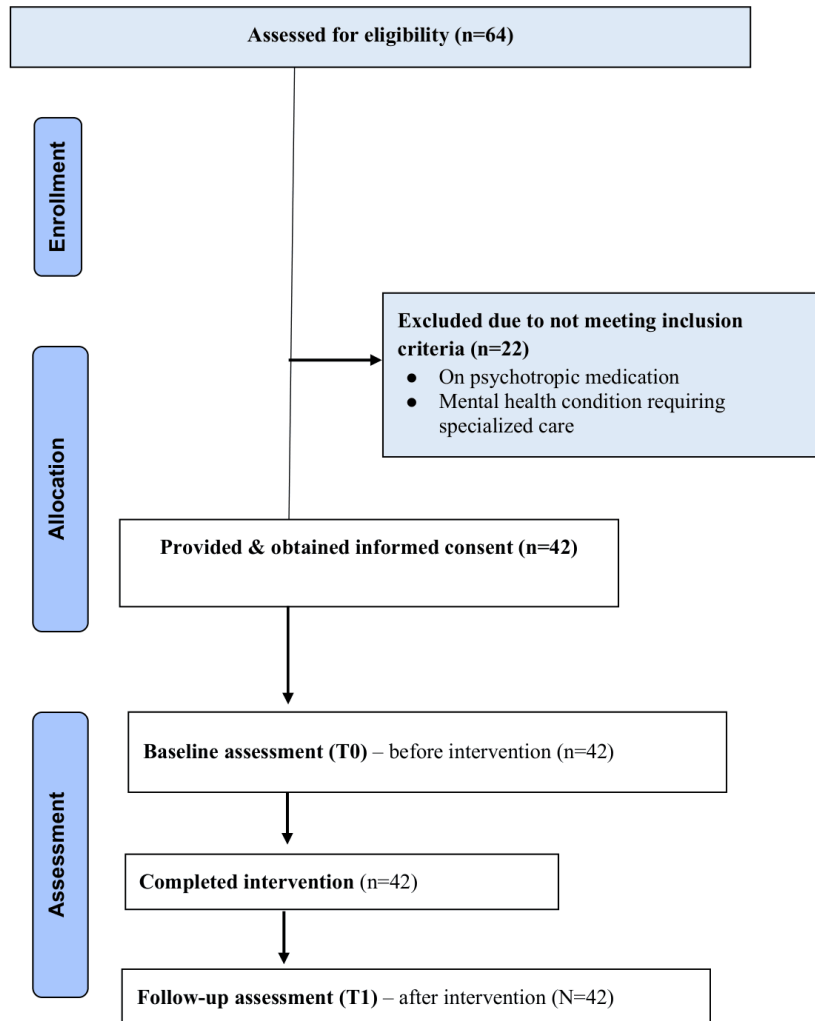 Assessed for eligibility (n=64)
Enrollment
Excluded due to not meeting inclusion
criteria (n=22)
● On psychotropic medication
● Mental health condition requiring
specialized care
Allocation
Provided & obtained informed consent (n=42)
Assessment
Baseline assessment (T0) – before intervention (n=42)
Completed intervention (n=42)
Follow-up assessment (T1) – after intervention (N=42)